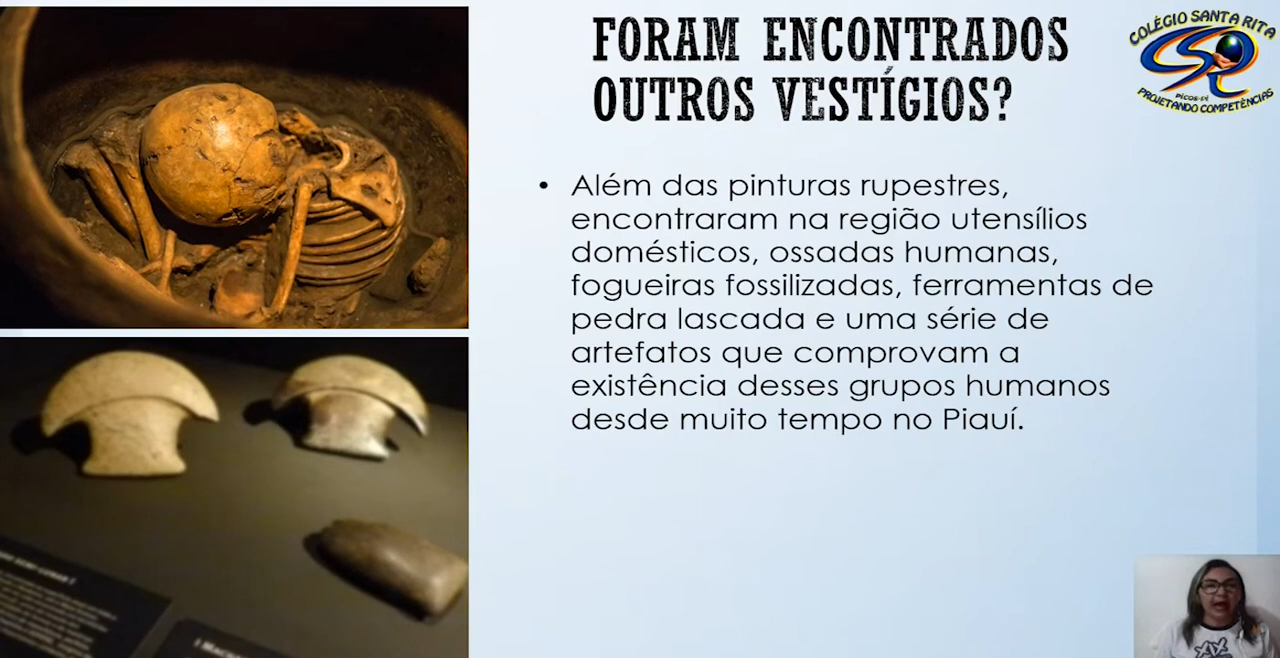 FORAM ENCONTRADOS
OUTROS VESTÍGIOS?
COLÉGIO SANTA RITA
PICOS-PI
PROJETANDO COMPETÊNCIAS
• Além das pinturas rupestres,
encontraram na região utensílios
domésticos, ossadas humanas,
fogueiras fossilizadas, ferramentas de
pedra lascada e uma série de
artefatos que comprovam a
existência desses grupos humanos
desde muito tempo no Piauí.